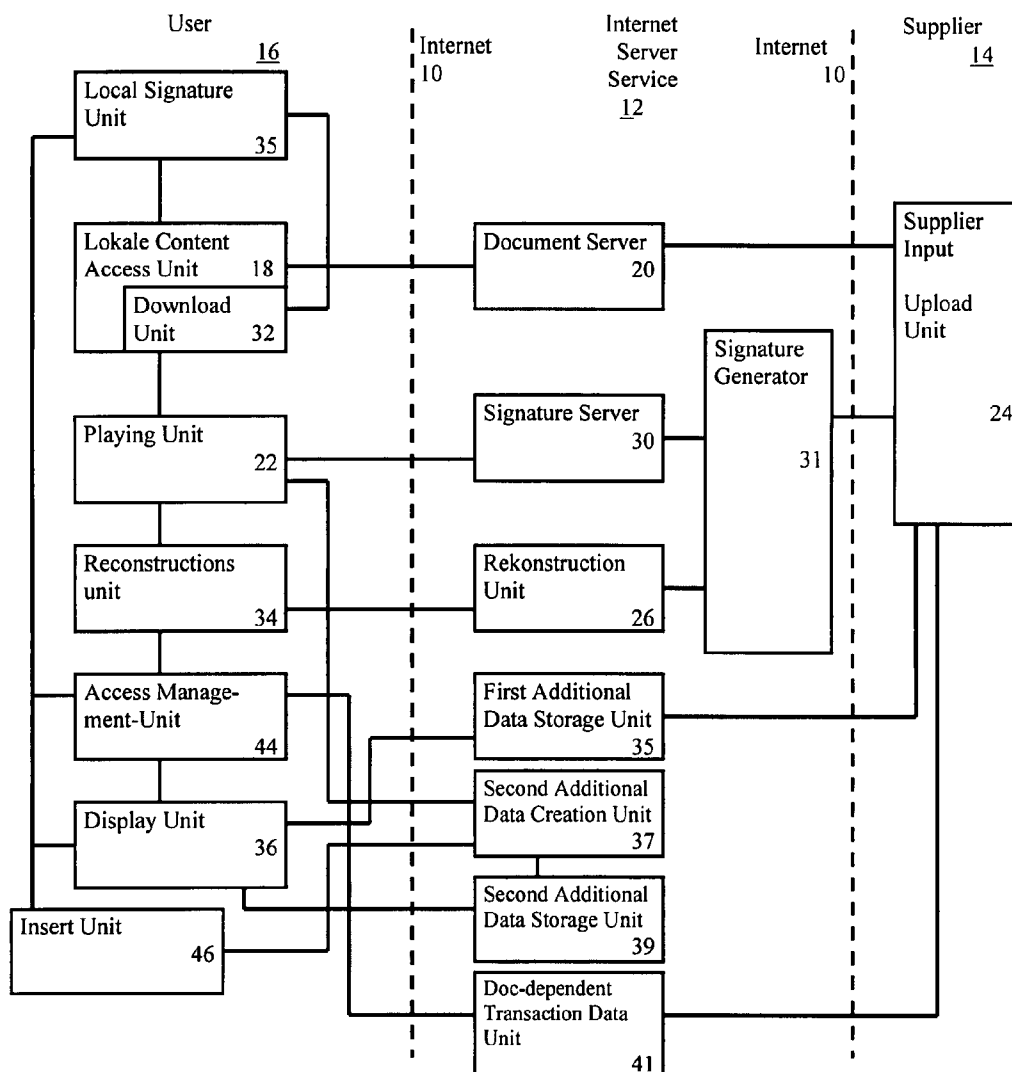 User
16
Internet
10
Internet
Server
Service
12
Internet
10
Supplier
14
Local Signature
Unit
35
Lokale Content
Access Unit
18
Download
Unit
32
Playing Unit
22
Reconstructions
unit
34
Access Manage-
ment-Unit
44
Display Unit
36
Insert Unit
46
Document Server
20
Signature Server
30
Rekonstruction
Unit
26
First Additional
Data Storage Unit
35
Second Additional
Data Creation Unit
37
Second Additional
Data Storage Unit
39
Doc-dependent
Transaction Data
Unit
41
Signature
Generator
31
Supplier
Input
Upload
Unit
24